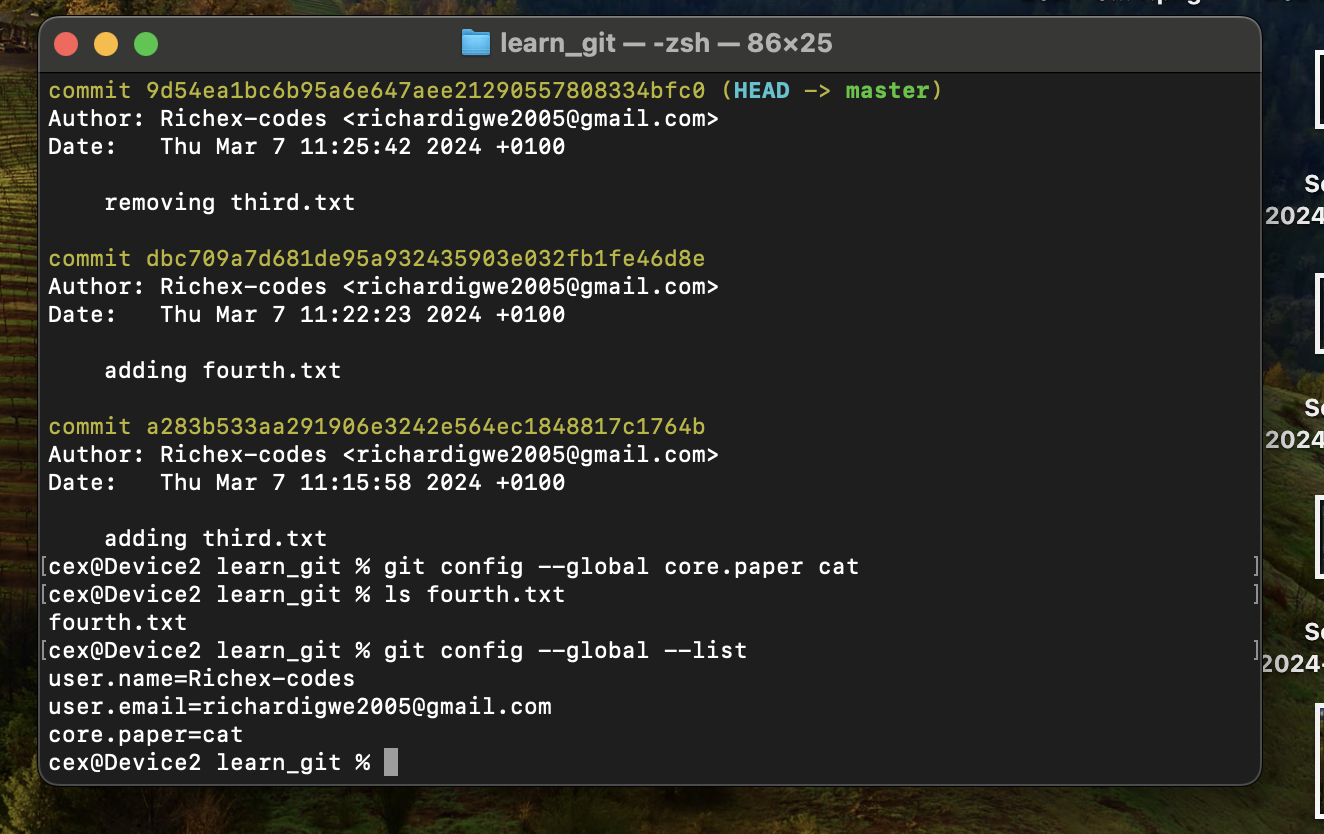 learn_git — -zsh — 86×25
commit 9d54ea1bc6b95a6e647aee21290557808334bfc0 (HEAD -> master)
Author: Richex-codes <richardigwe2005@gmail.com>
Date:   Thu Mar 7 11:25:42 2024 +0100
    removing third.txt
commit dbc709a7d681de95a932435903e032fb1fe46d8e
Author: Richex-codes <richardigwe2005@gmail.com>
Date:   Thu Mar 7 11:22:23 2024 +0100
    adding fourth.txt
commit a283b533aa291906e3242e564ec1848817c1764b
Author: Richex-codes <richardigwe2005@gmail.com>
Date:   Thu Mar 7 11:15:58 2024 +0100
    adding third.txt
[cex@Device2 learn_git % git config --global core.paper cat ]
[cex@Device2 learn_git % ls fourth.txt ]
fourth.txt
[cex@Device2 learn_git % git config --global --list ]
user.name=Richex-codes
user.email=richardigwe2005@gmail.com
core.paper=cat
cex@Device2 learn_git %
2024
2024
2024